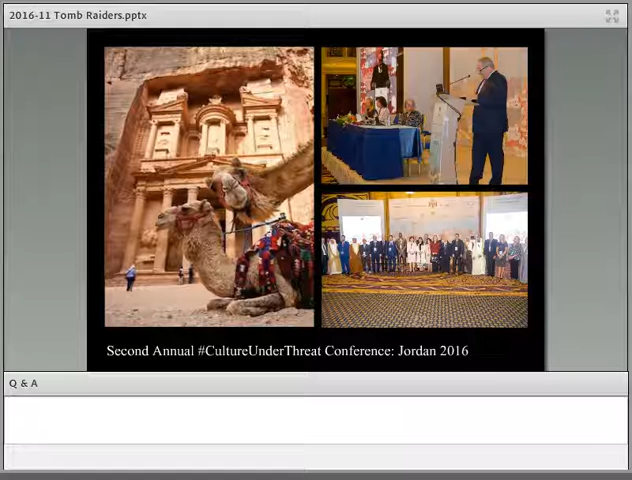 2016-11 Tomb Raiders.pptx
Second Annual #CultureUnderThreat Conference: Jordan 2016
Q & A